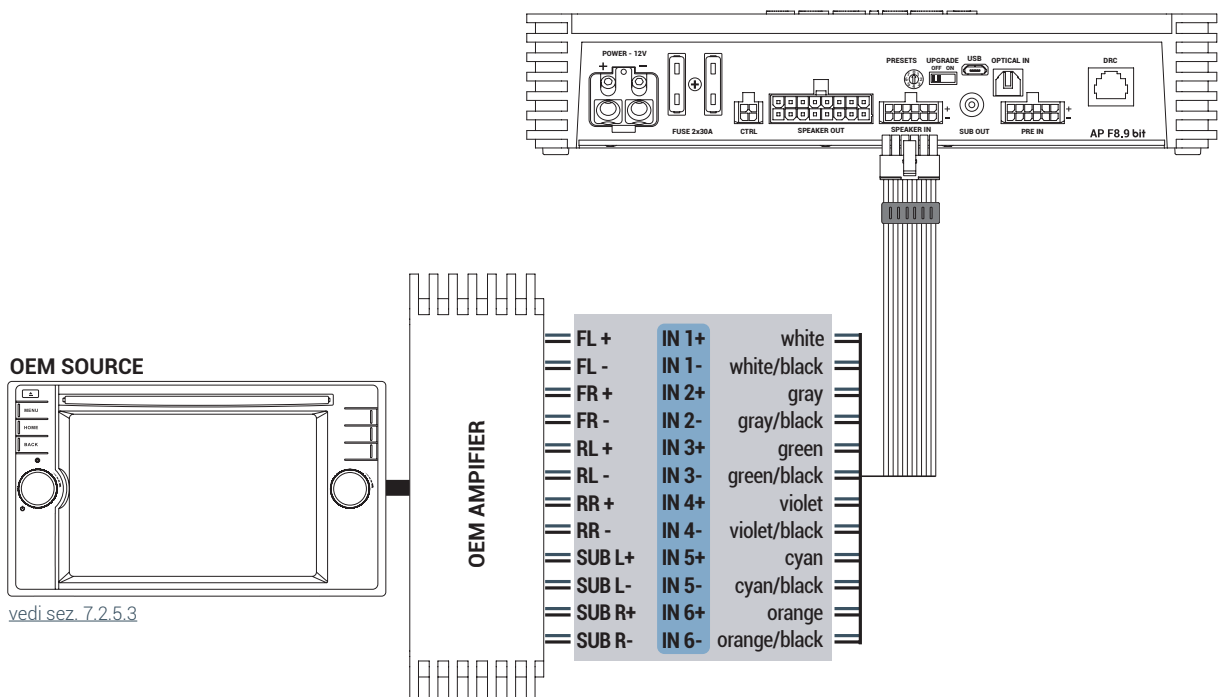 POWER - 12V
+ -
FUSE 2x30A
CTRL
SPEAKER OUT
PRESETS
UPGRADE
OFF ON
USB
OPTICAL IN
DRC
SPEAKER IN
+
-
SUB OUT
PRE IN
+
-
AP F8.9 bit
OEM SOURCE
MENU
HOME
BACK
vedi sez. 7.2.5.3
OEM AMPIFIER
FL + IN 1+ white
FL - IN 1- white/black
FR + IN 2+ gray
FR - IN 2- gray/black
RL + IN 3+ green
RL - IN 3- green/black
RR + IN 4+ violet
RR - IN 4- violet/black
SUB L+ IN 5+ cyan
SUB L- IN 5- cyan/black
SUB R+ IN 6+ orange
SUB R- IN 6- orange/black